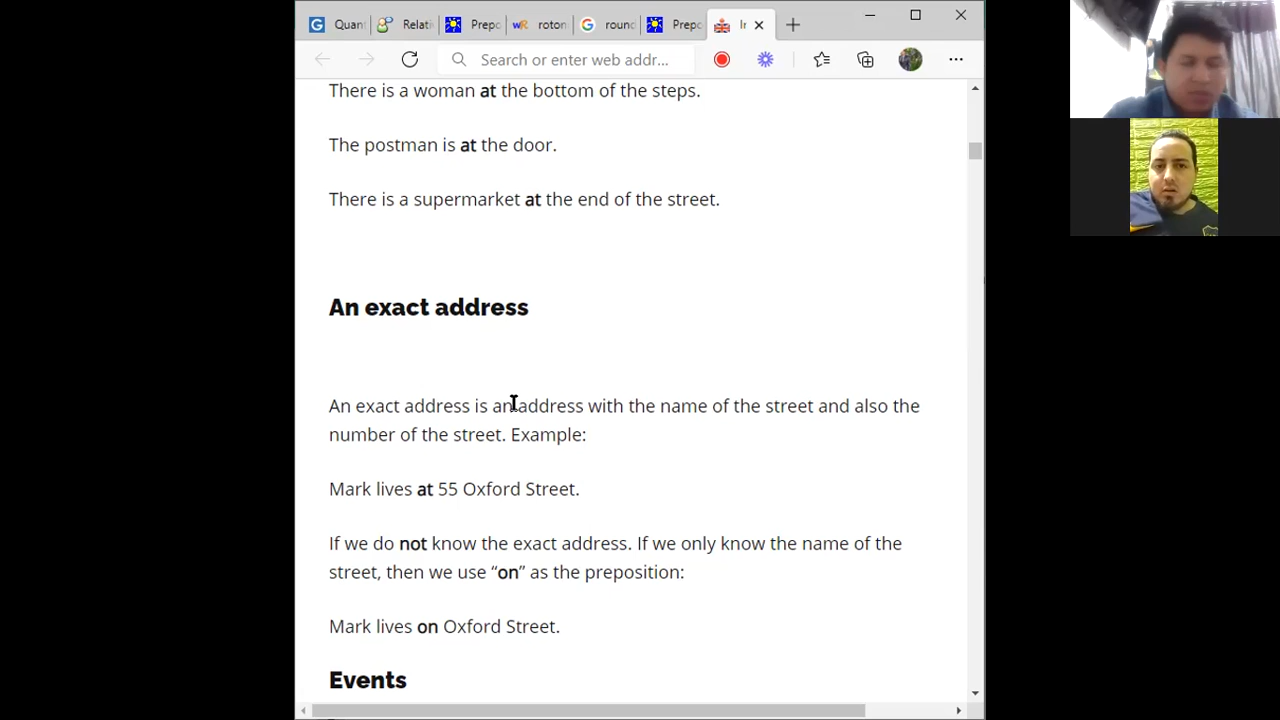 Quant
Relati
Prepo
wR roton
roun
Prepo
Ir
Search or enter web addr...
There is a woman at the bottom of the steps.
The postman is at the door.
There is a supermarket at the end of the street.
An exact address
An exact address is an address with the name of the street and also the
number of the street. Example:
Mark lives at 55 Oxford Street.
If we do not know the exact address. If we only know the name of the
street, then we use “on” as the preposition:
Mark lives on Oxford Street.
Events